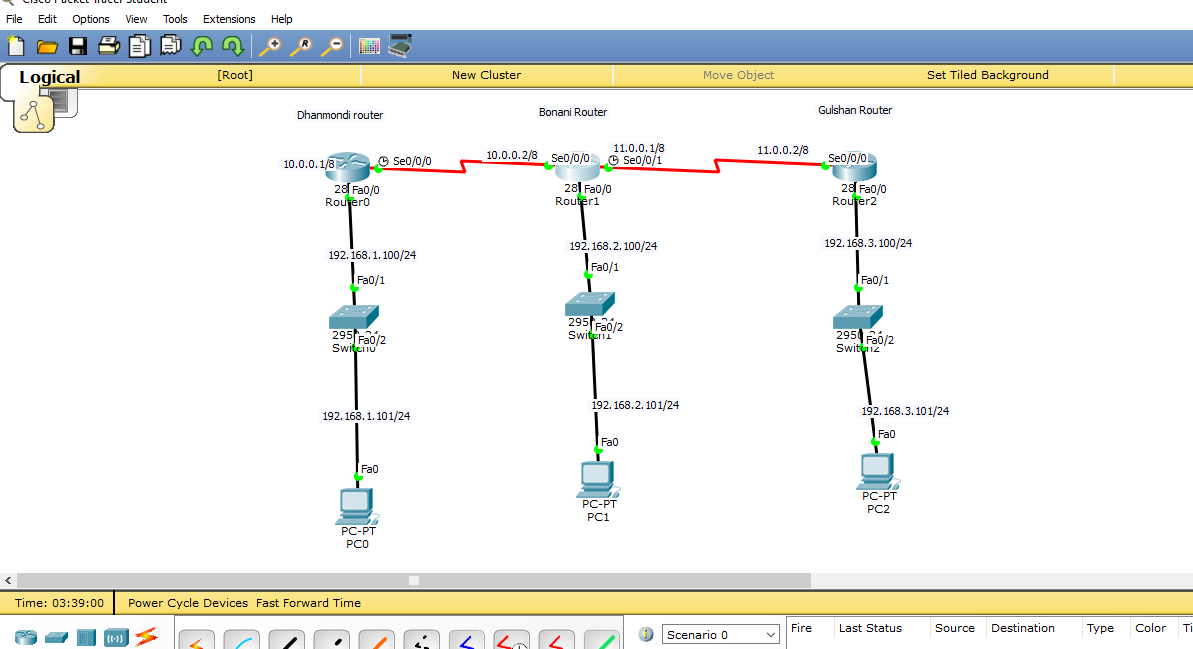 Cisco Packet Tracer Student
File Edit Options View Tools Extensions Help
Logical [Root] New Cluster Move Object Set Tiled Background
Dhanmondi router Bonani Router Gulshan Router
10.0.0.1/8 Se0/0/0 10.0.0.2/8 Se0/0/0 11.0.0.1/8 Se0/0/1 11.0.0.2/8 Se0/0/0
28 Fa0/0 28 Fa0/0 28 Fa0/0
Router0 Router1 Router2
192.168.1.100/24 192.168.2.100/24 192.168.3.100/24
Fa0/1 Fa0/1 Fa0/1
2950-24 2950-24 2950-24
Fa0/2 Fa0/2 Fa0/2
Switch0 Switch1 Switch2
192.168.1.101/24 192.168.2.101/24 192.168.3.101/24
Fa0 Fa0 Fa0
PC-PT PC-PT PC-PT
PC0 PC1 PC2
Time: 03:39:00 Power Cycle Devices Fast Forward Time
Scenario 0 Fire Last Status Source Destination Type Color Ti